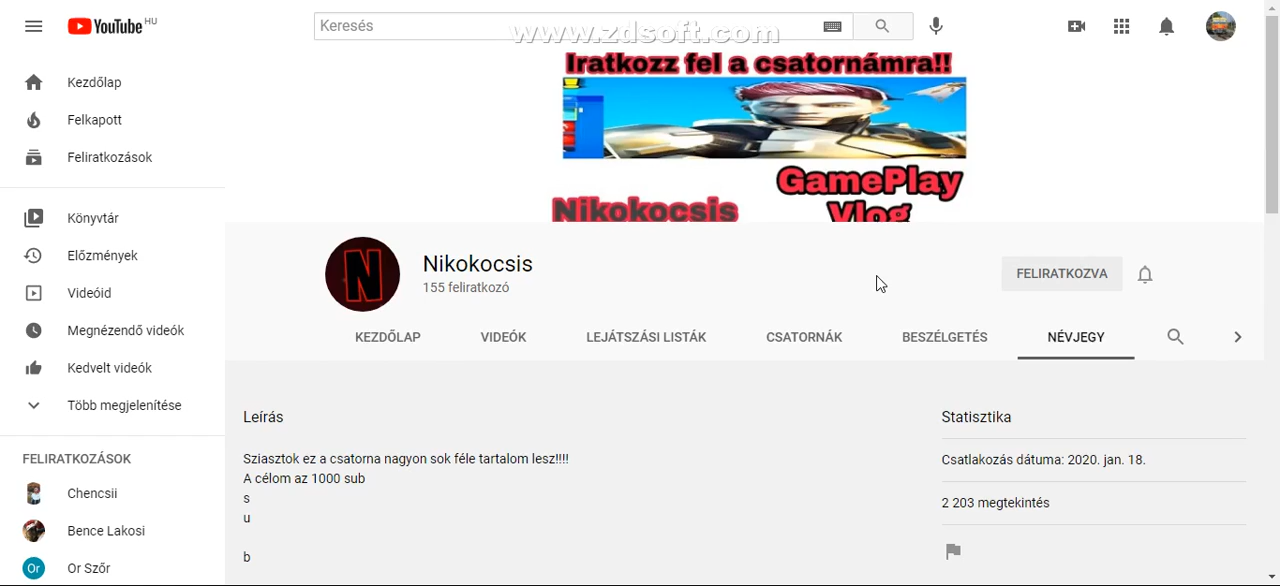 YouTube HU
Keresés
www.zdsoft.com
Iratkozz fel a csatornámra!!
GamePlay
Nikokocsis
Vlog
Kezdőlap
Felkapott
Feliratkozások
Könyvtár
Előzmények
Videóid
Megnézendő videók
Kedvelt videók
Több megjelenítése
FELIRATKOZÁSOK
Chencsii
Bence Lakosi
Or
Or Szőr
N
Nikokocsis
155 feliratkozó
FELIRATKOZVA
KEZDŐLAP
VIDEÓK
LEJÁTSZÁSI LISTÁK
CSATORNÁK
BESZÉLGETÉS
NÉVJEGY
Leírás
Sziasztok ez a csatorna nagyon sok féle tartalom lesz!!!!
A célom az 1000 sub
s
u
b
Statisztika
Csatlakozás dátuma: 2020. jan. 18.
2 203 megtekintés